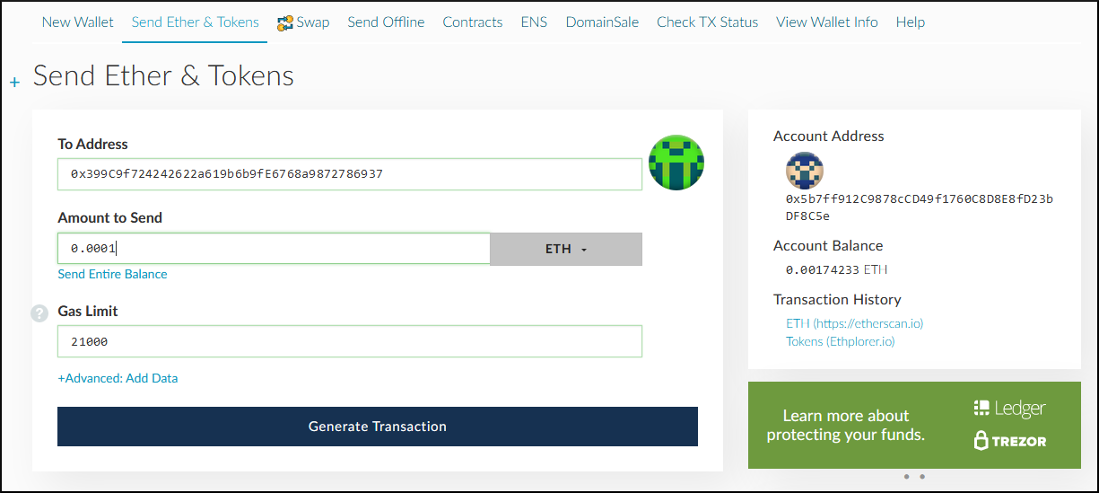 New Wallet Send Ether & Tokens Swap Send Offline Contracts ENS DomainSale Check TX Status View Wallet Info Help
+ Send Ether & Tokens
To Address
0x399C9f724242622a619b6b9fE6768a9872786937
Amount to Send
0.0001
ETH
Send Entire Balance
?
Gas Limit
21000
+Advanced: Add Data
Generate Transaction
Account Address
0x5b7ff912C9878cCD49f1760C8D8E8fD23b
DF8C5e
Account Balance
0.00174233 ETH
Transaction History
ETH (https://etherscan.io)
Tokens (Ethplorer.io)
Learn more about
protecting your funds.
Ledger
TREZOR